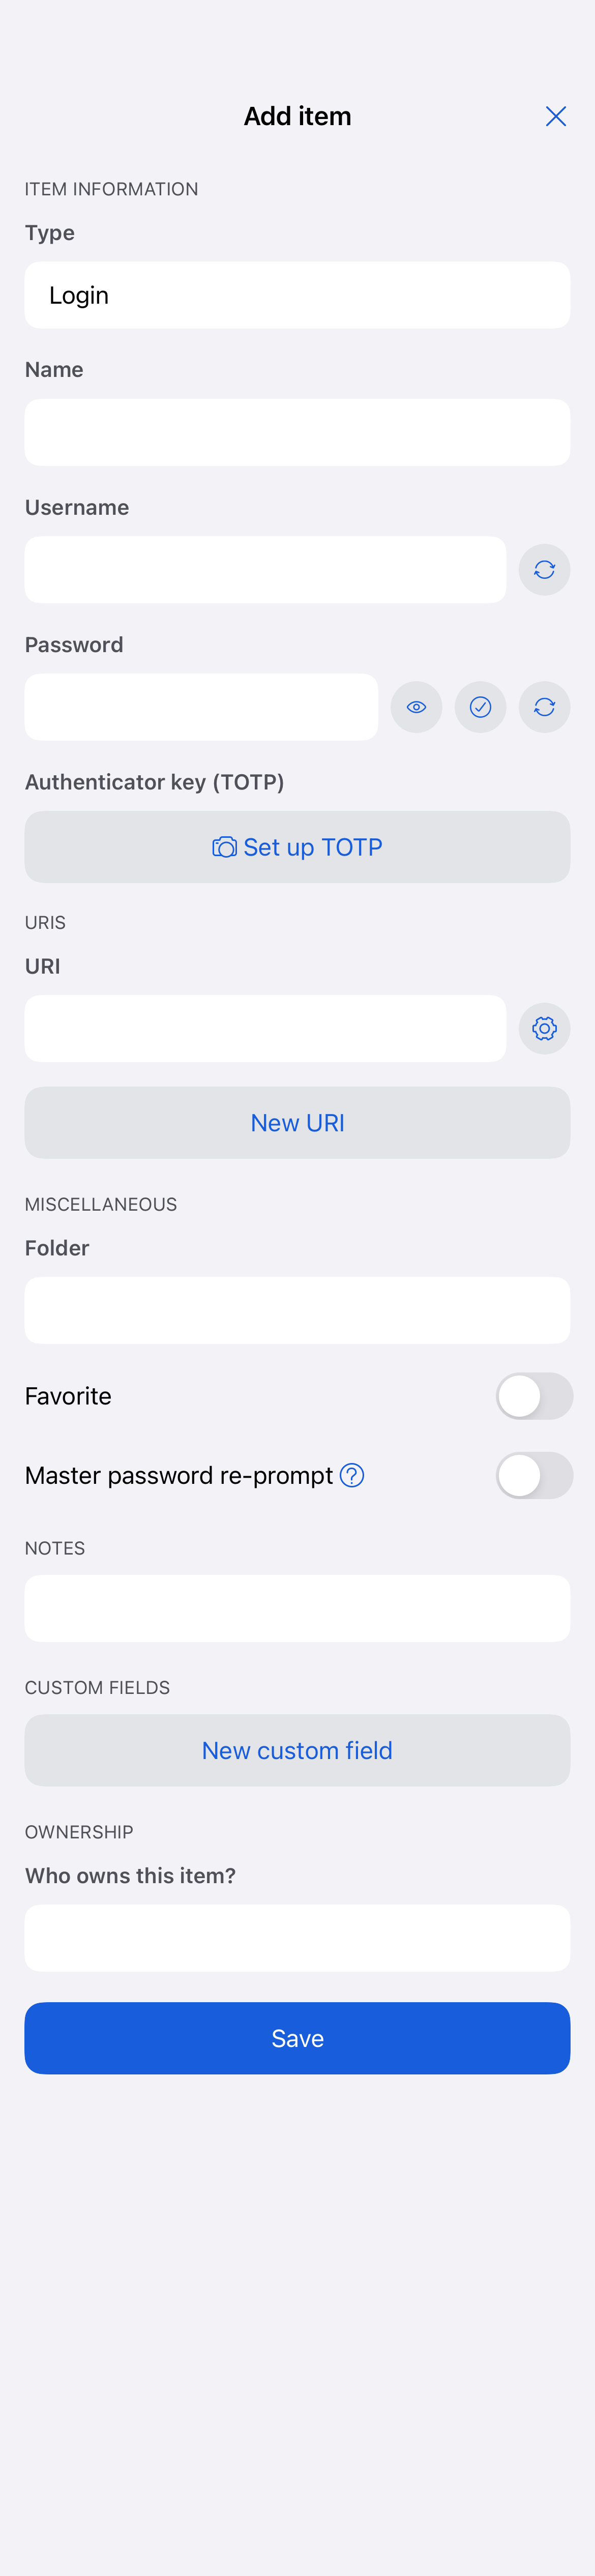 Add item
ITEM INFORMATION
Type
Login
Name
Username
Password
Authenticator key (TOTP)
Set up TOTP
URIS
URI
New URI
MISCELLANEOUS
Folder
Favorite
Master password re-prompt
NOTES
CUSTOM FIELDS
New custom field
OWNERSHIP
Who owns this item?
Save